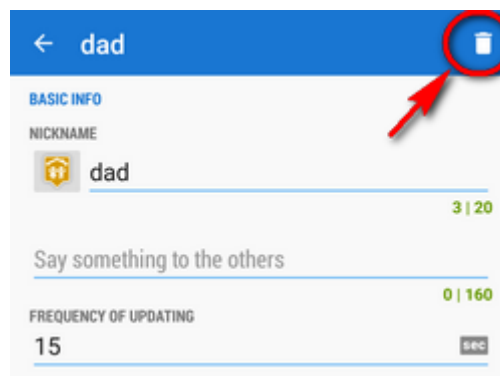 dad
BASIC INFO
NICKNAME
dad
3 | 20
Say something to the others
0 | 160
FREQUENCY OF UPDATING
15 sec